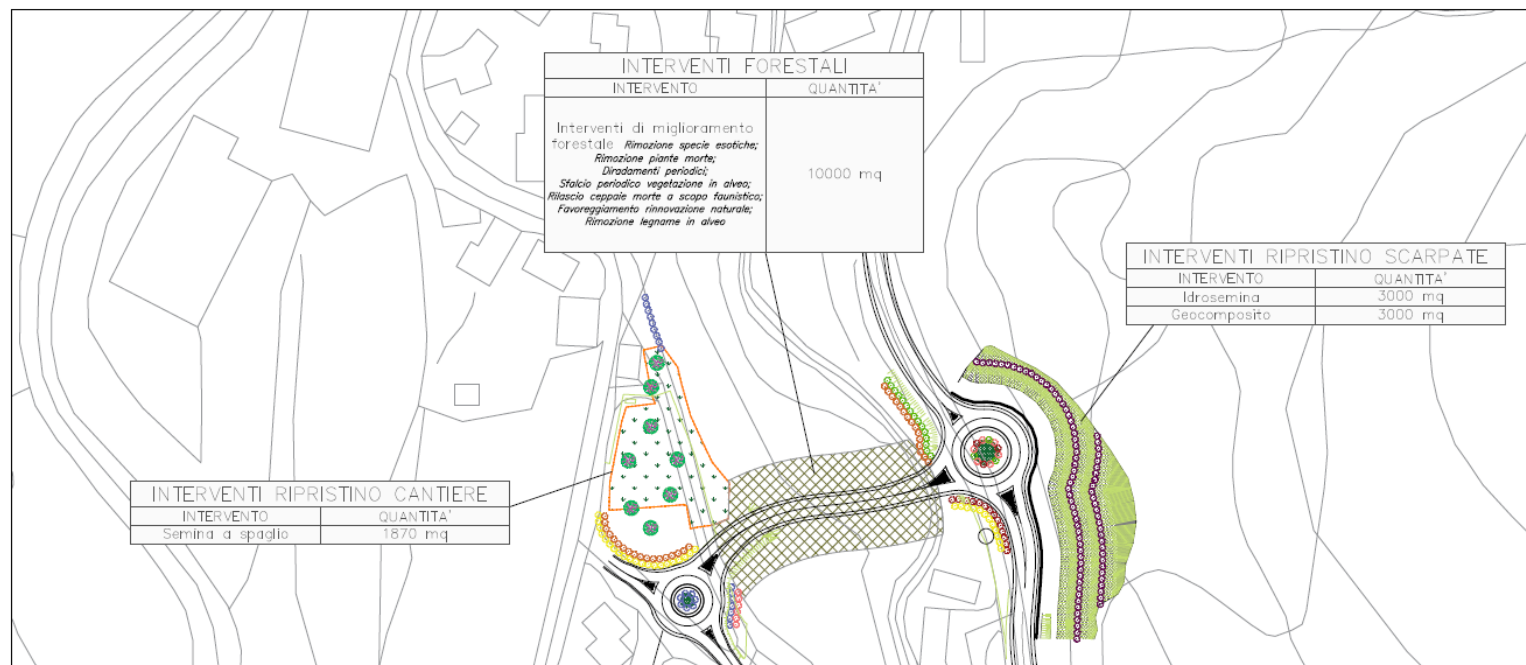 INTERVENTI FORESTALI
INTERVENTO QUANTITA'
Interventi di miglioramento
forestale Rimozione specie esotiche;
Rimozione piante morte;
Diradamenti periodici;
Sfalcio periodico vegetazione in alveo;
Rilascio ceppaie morte a scopo faunistico;
Favoreggiamento rinnovazione naturale;
Rimozione legname in alveo
10000 mq
INTERVENTI RIPRISTINO SCARPATE
INTERVENTO QUANTITA'
Idrosemina 3000 mq
Geocomposito 3000 mq
INTERVENTI RIPRISTINO CANTIERE
INTERVENTO QUANTITA'
Semina a spaglio 1870 mq